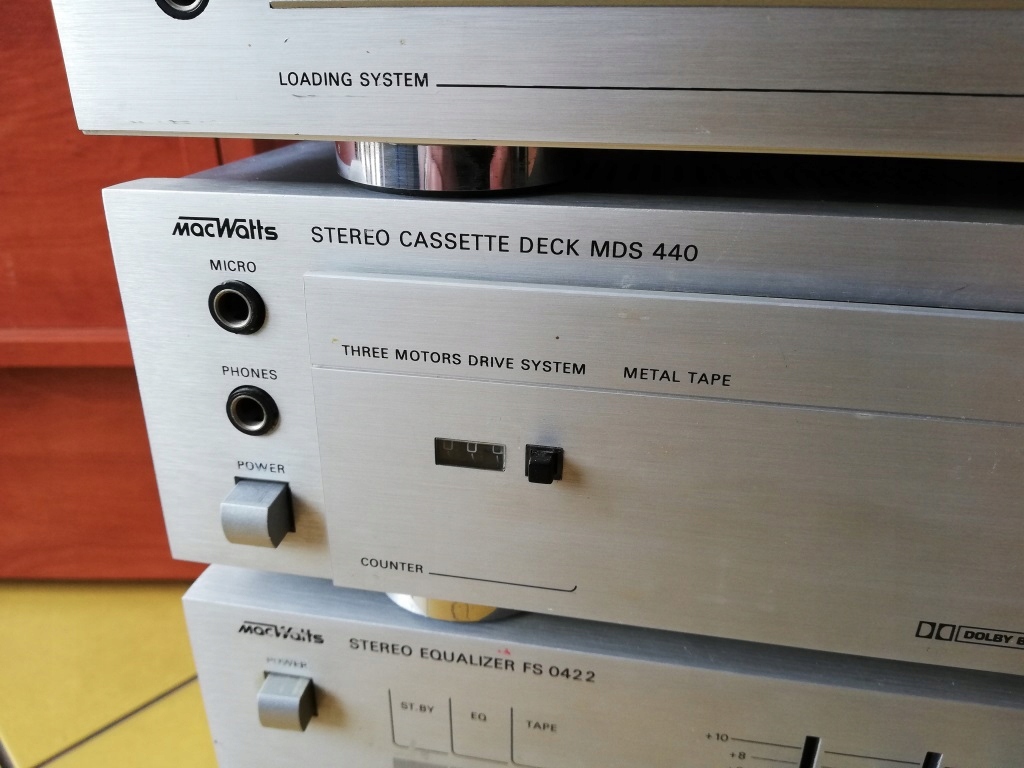 LOADING SYSTEM
macWatts STEREO CASSETTE DECK MDS 440
MICRO
PHONES
THREE MOTORS DRIVE SYSTEM METAL TAPE
POWER
COUNTER
DOLBY
macWatts STEREO EQUALIZER FS 0422
POWER
ST.BY EQ TAPE
+10
+8